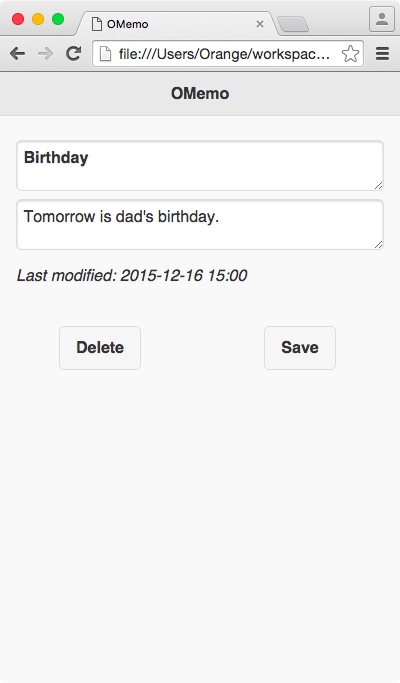 OMemo
file:///Users/Orange/workspac...
OMemo
Birthday
Tomorrow is dad's birthday.
Last modified: 2015-12-16 15:00
Delete
Save